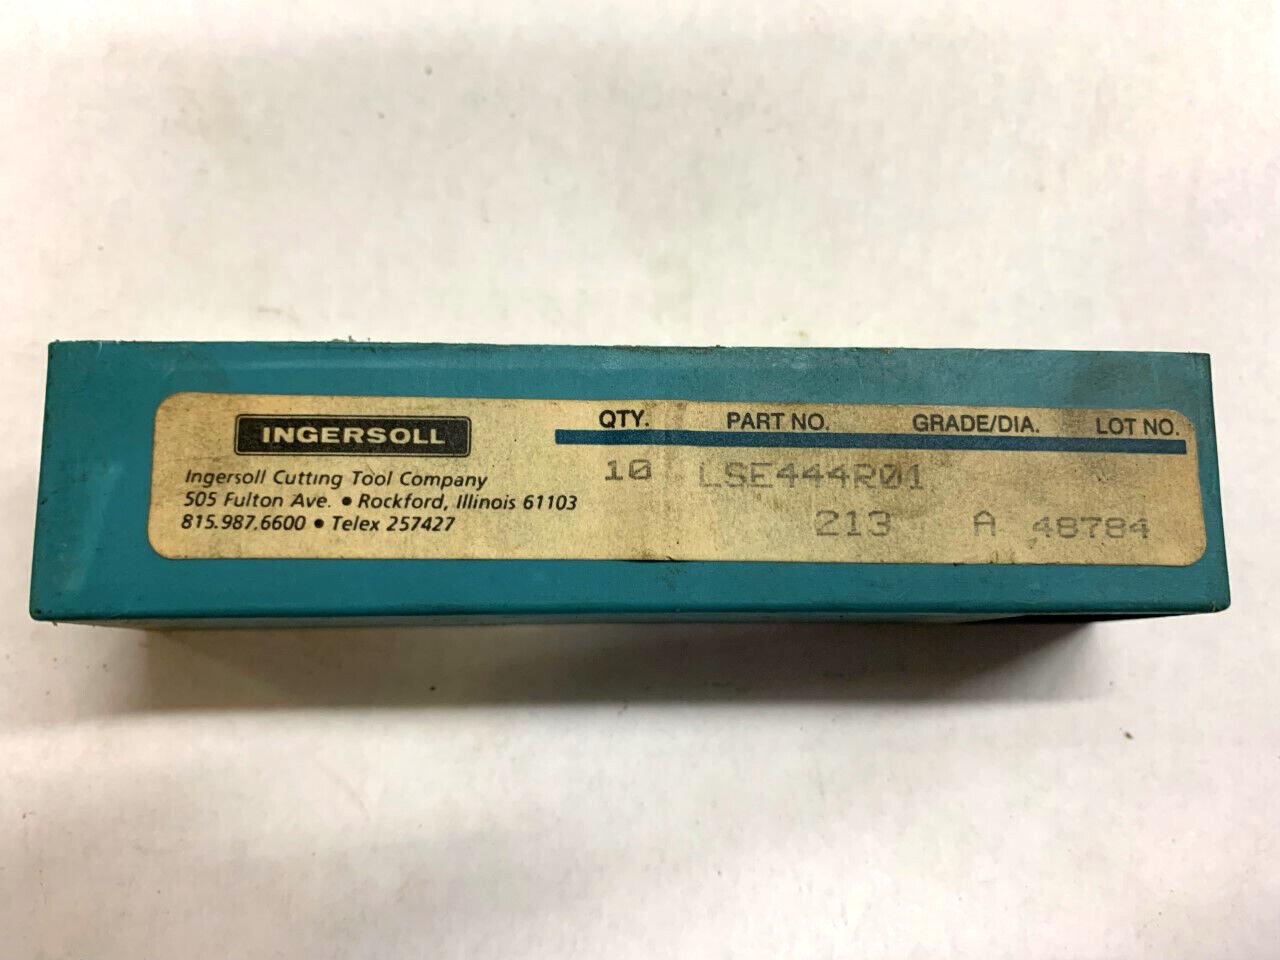 INGERSOLL
Ingersoll Cutting Tool Company
505 Fulton Ave. • Rockford, Illinois 61103
815.987.6600 • Telex 257427
QTY. PART NO. GRADE/DIA. LOT NO.
10 LSE444R01
213 A 48784